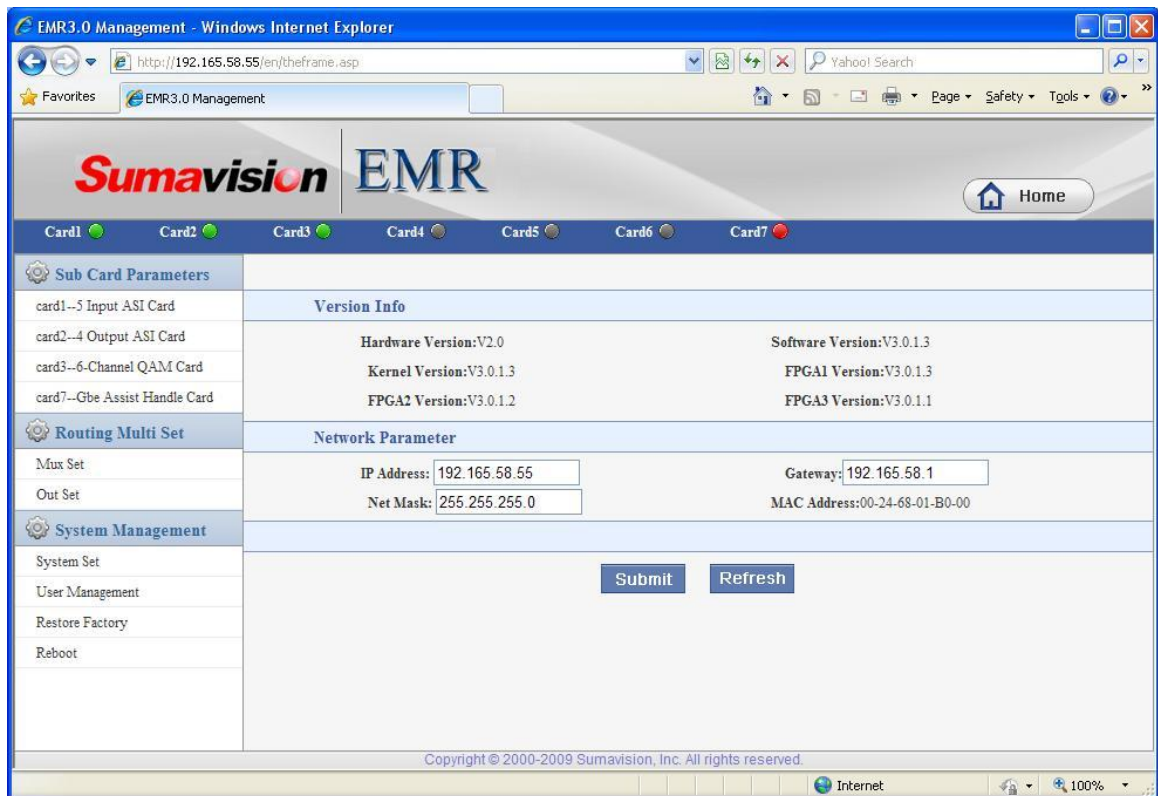 EMR3.0 Management - Windows Internet Explorer
http://192.165.58.55/en/theframe.asp
Yahoo! Search
Favorites
EMR3.0 Management
Page
Safety
Tools
»
Sumavision EMR
Home
Card1 Card2 Card3 Card4 Card5 Card6 Card7
Sub Card Parameters
card1--5 Input ASI Card
card2--4 Output ASI Card
card3--6-Channel QAM Card
card7--Gbe Assist Handle Card
Routing Multi Set
Mux Set
Out Set
System Management
System Set
User Management
Restore Factory
Reboot
Version Info
Hardware Version:V2.0 Software Version:V3.0.1.3
Kernel Version:V3.0.1.3 FPGA1 Version:V3.0.1.3
FPGA2 Version:V3.0.1.2 FPGA3 Version:V3.0.1.1
Network Parameter
IP Address: 192.165.58.55 Gateway: 192.165.58.1
Net Mask: 255.255.255.0 MAC Address:00-24-68-01-B0-00
Submit Refresh
Copyright © 2000-2009 Sumavision, Inc. All rights reserved.
Internet 100%